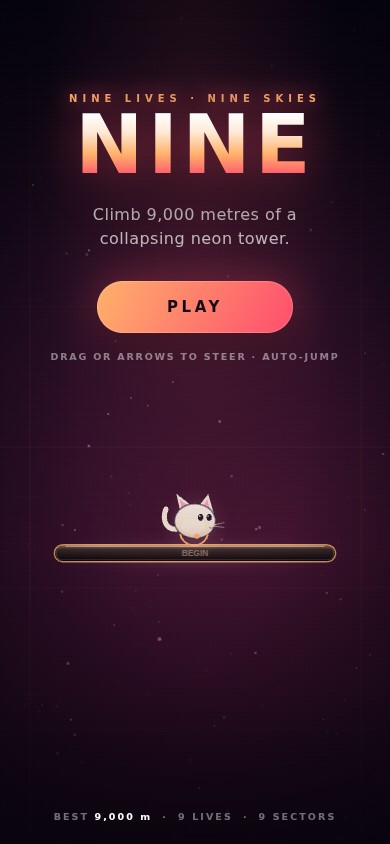 NINE LIVES · NINE SKIES
NINE
Climb 9,000 metres of a
collapsing neon tower.
PLAY
DRAG OR ARROWS TO STEER · AUTO-JUMP
BEGIN
BEST 9,000 m · 9 LIVES · 9 SECTORS